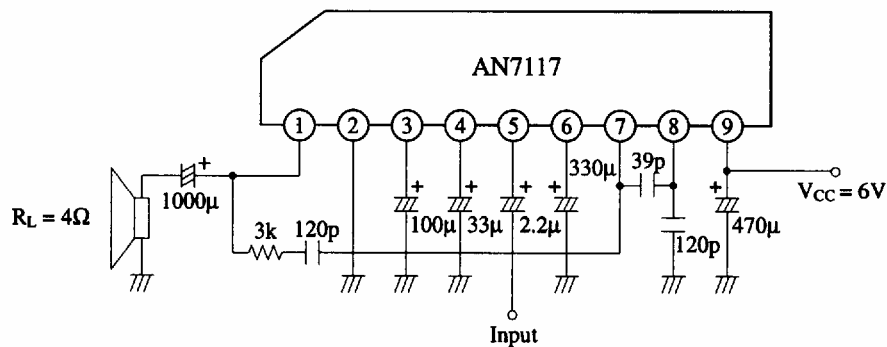 AN7117
1 2 3 4 5 6 7 8 9
330μ 39p
+
1000μ
+ + + + +
V_CC = 6V
R_L = 4Ω
100μ 33μ 2.2μ 470μ
3k 120p 120p
Input